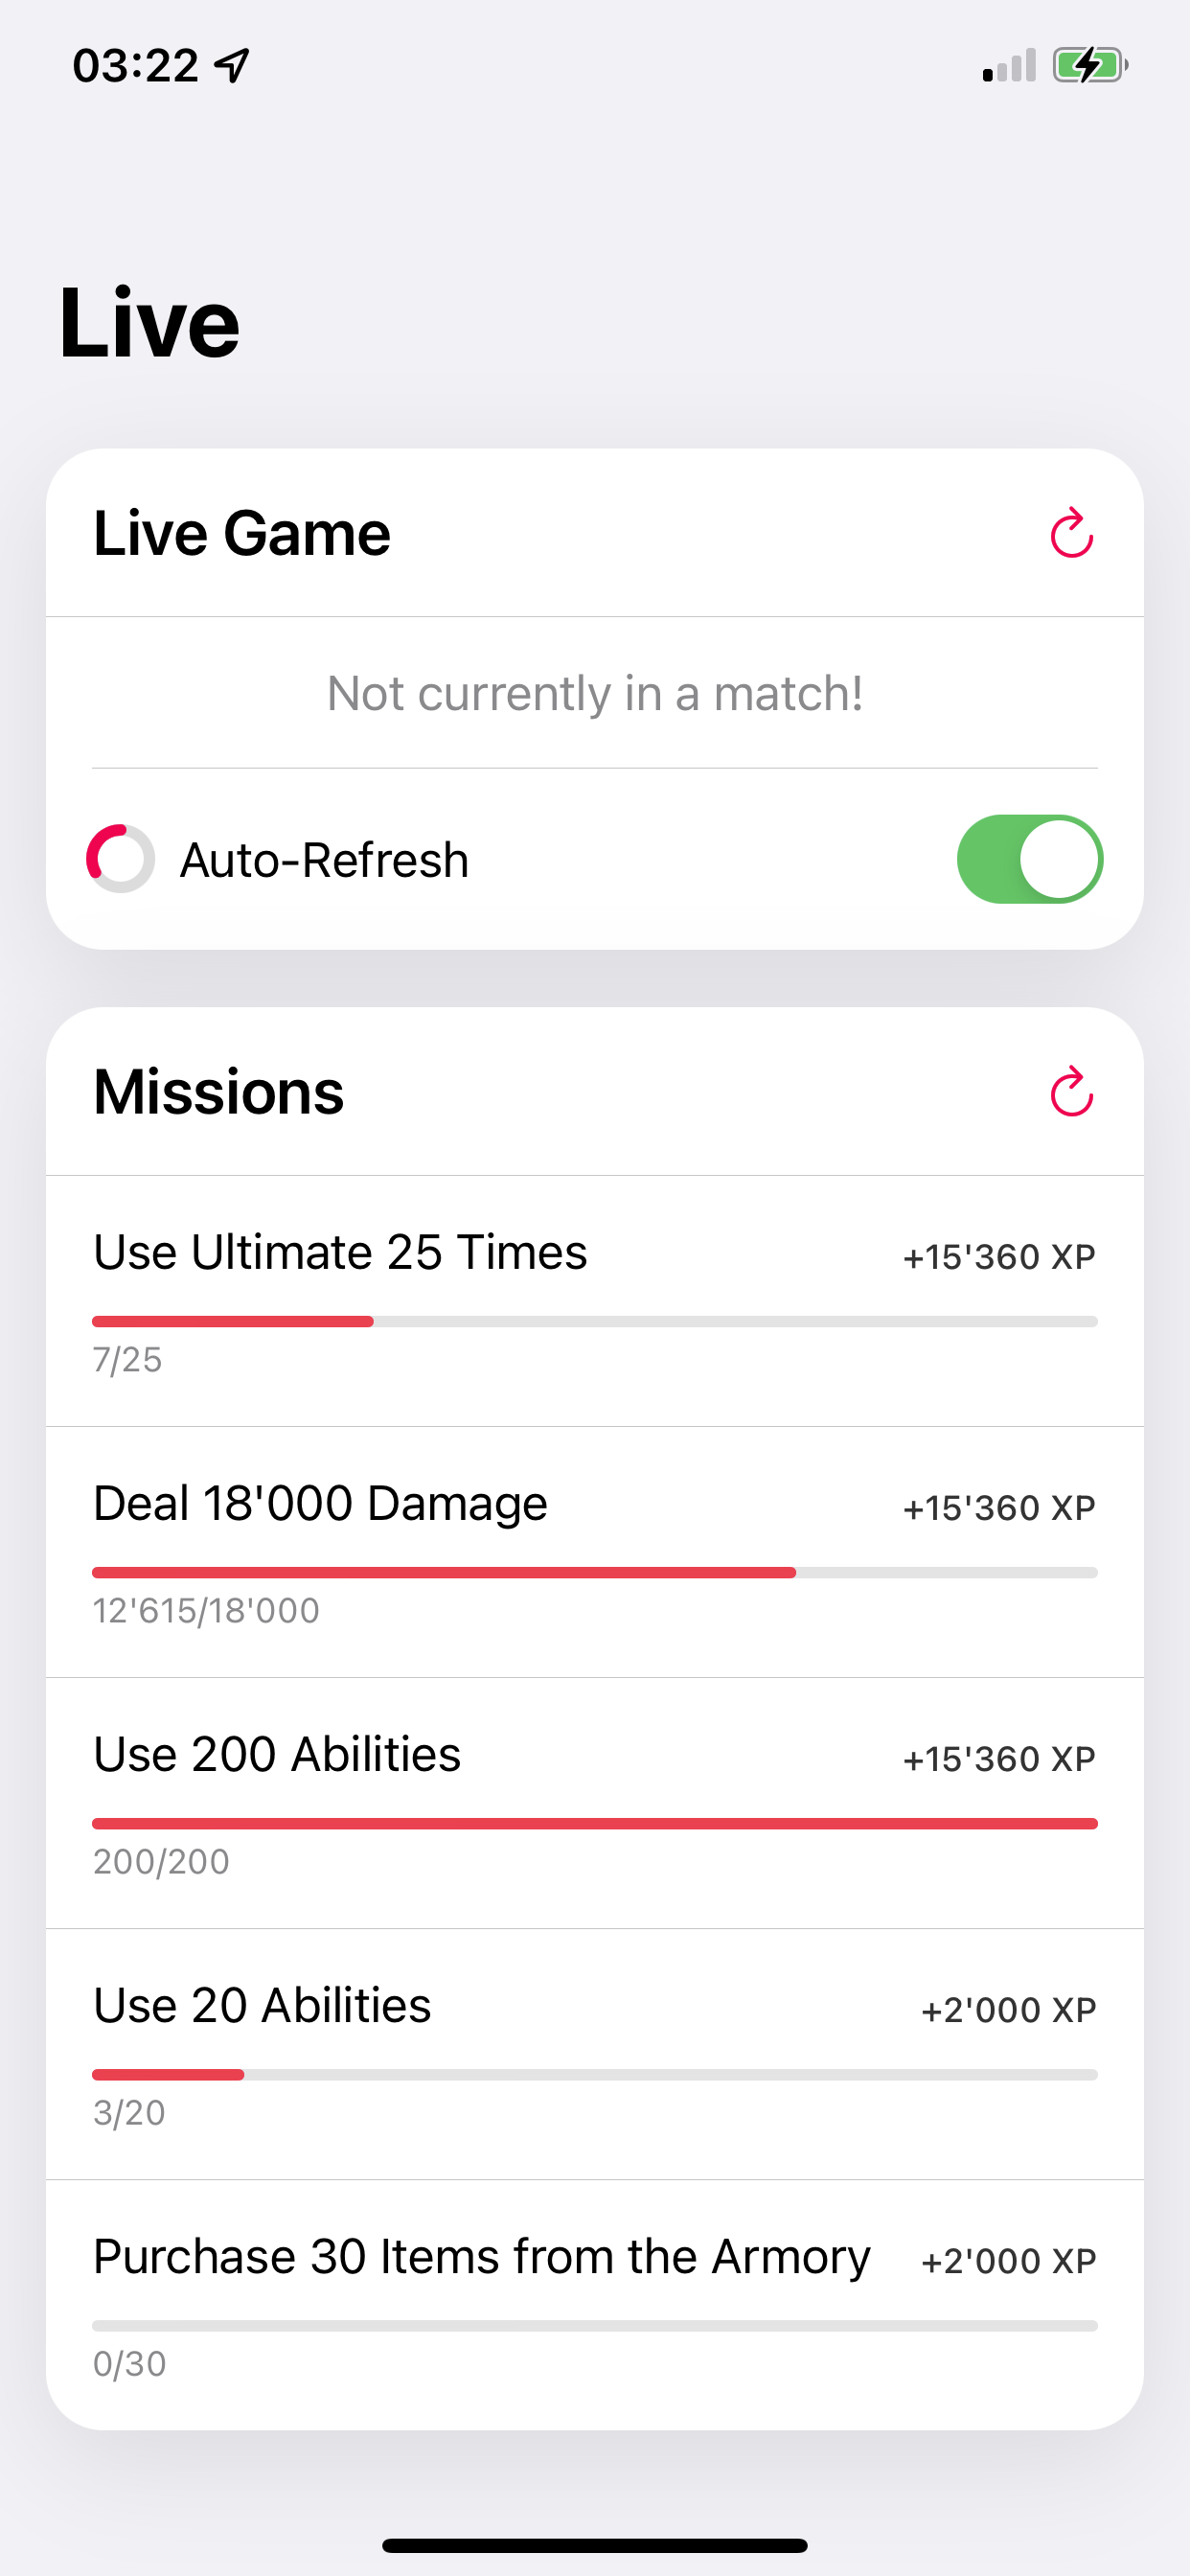 03:22
Live
Live Game
Not currently in a match!
Auto-Refresh
Missions
Use Ultimate 25 Times +15'360 XP
7/25
Deal 18'000 Damage +15'360 XP
12'615/18'000
Use 200 Abilities +15'360 XP
200/200
Use 20 Abilities +2'000 XP
3/20
Purchase 30 Items from the Armory +2'000 XP
0/30